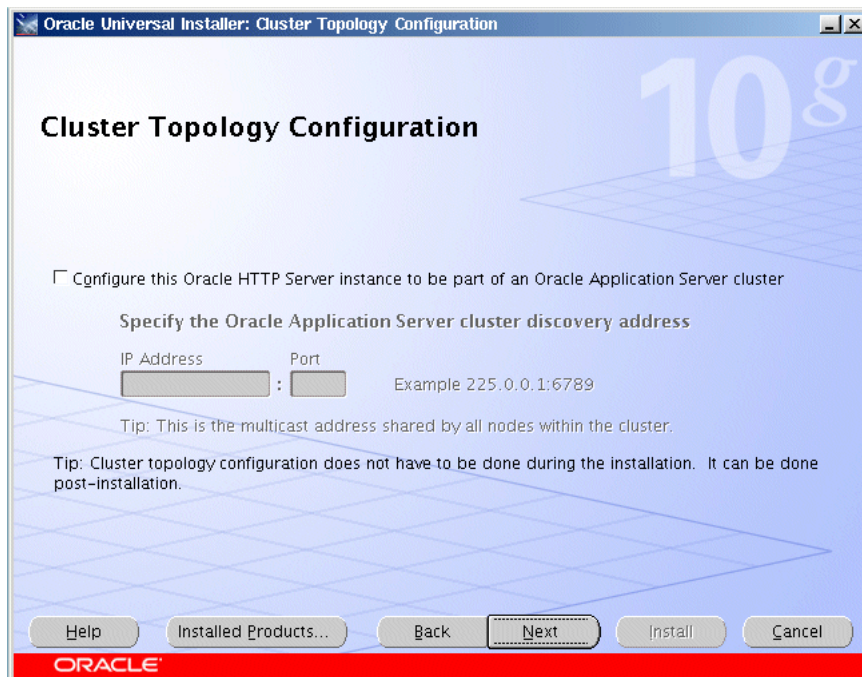 Oracle Universal Installer: Cluster Topology Configuration
10g
Cluster Topology Configuration
Configure this Oracle HTTP Server instance to be part of an Oracle Application Server cluster
Specify the Oracle Application Server cluster discovery address
IP Address Port
: Example 225.0.0.1:6789
Tip: This is the multicast address shared by all nodes within the cluster.
Tip: Cluster topology configuration does not have to be done during the installation. It can be done
post-installation.
Help Installed Products... Back Next Install Cancel
ORACLE